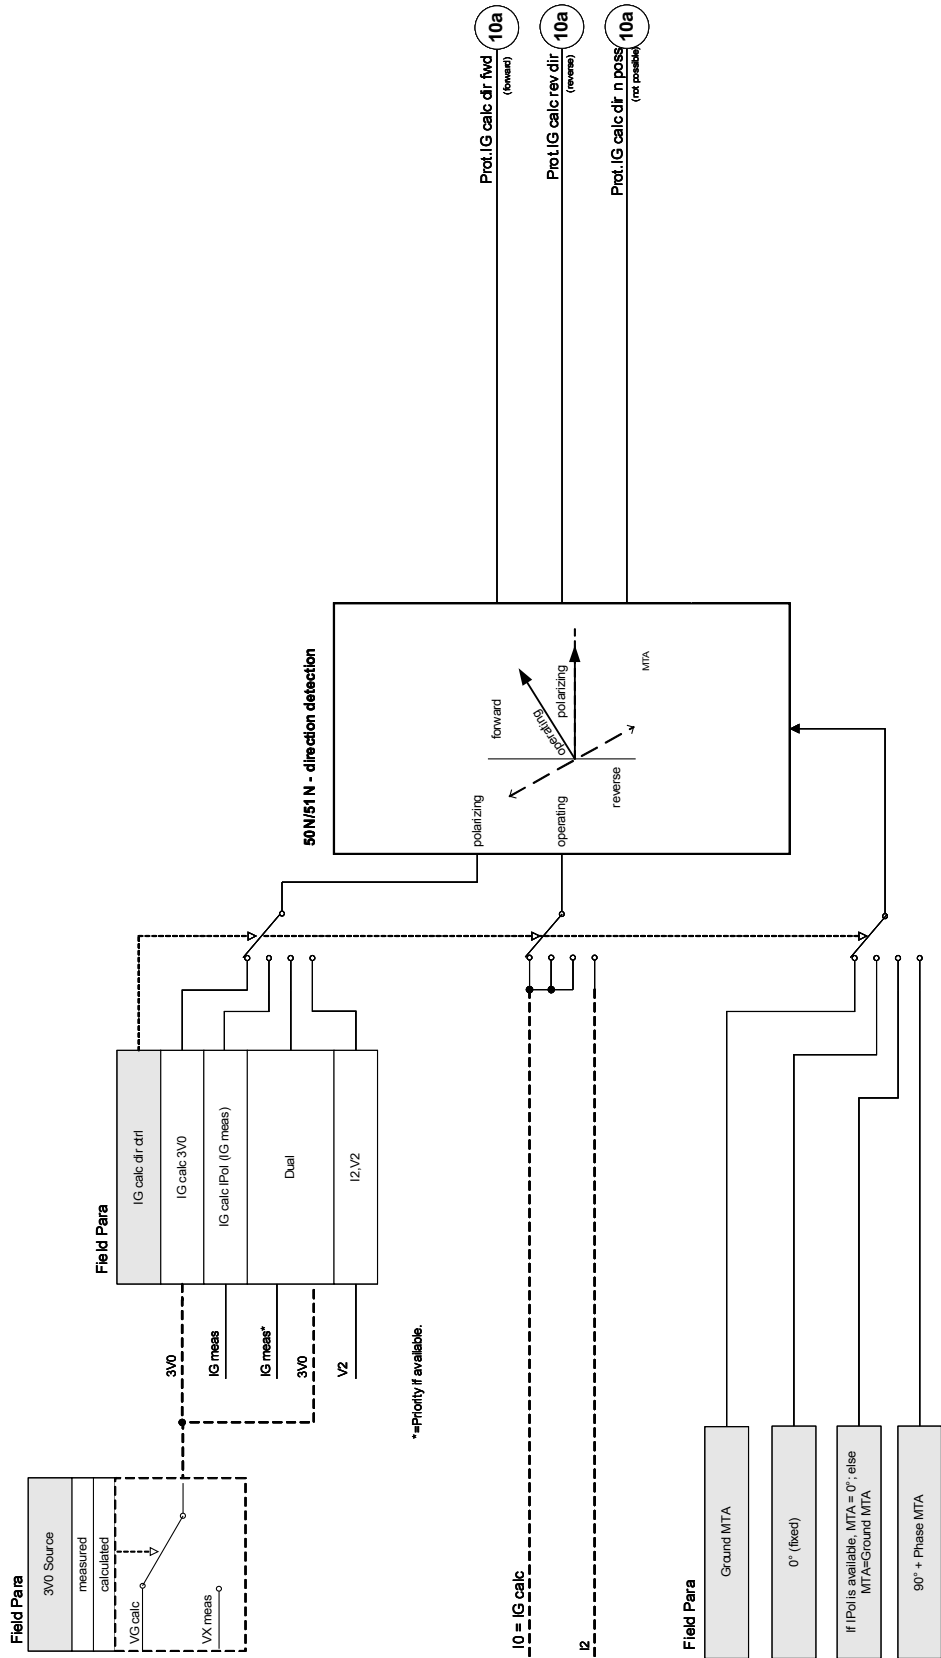 Prot.IG calc dir fwd
(forward)
10a
Prot.IG calc rev dir
(reverse)
10a
Prot.IG calc dir n poss
(not possible)
10a
50N/51N - direction detection
polarizing
operating
forward
operating
polarizing
reverse
MTA
Field Para
IG calc dir ctrl
IG calc 3V0
IG calc IPol (IG meas)
Dual
I2,V2
3V0
IG meas
IG meas*
3V0
V2
*=Priority if available.
Field Para
3V0 Source
measured
calculated
VG calc
VX meas
I0 = IG calc
I2
Field Para
Ground MTA
0° (fixed)
If IPol is available, MTA = 0°; else
MTA=Ground MTA
90° + Phase MTA